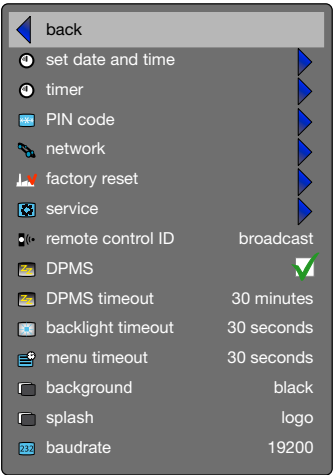 back
set date and time
timer
PIN code
network
factory reset
service
remote control ID broadcast
DPMS
DPMS timeout 30 minutes
backlight timeout 30 seconds
menu timeout 30 seconds
background black
splash logo
232 baudrate 19200